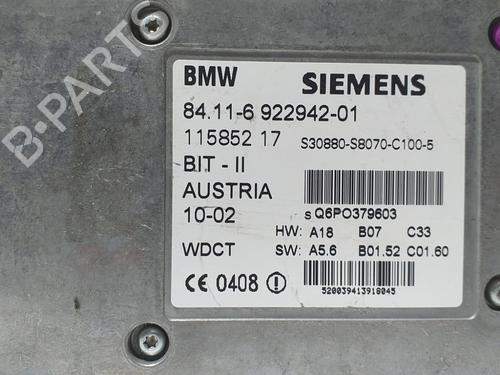 BMW SIEMENS
84.11-6 922942-01
115852 17 S30880-S8070-C100-5
BIT - II
AUSTRIA
10-02 S Q6PO379603
HW: A18 B07 C33
WDCT SW: A5.6 B01.52 C01.60
CE 0408
520039413918045
B-PARTS